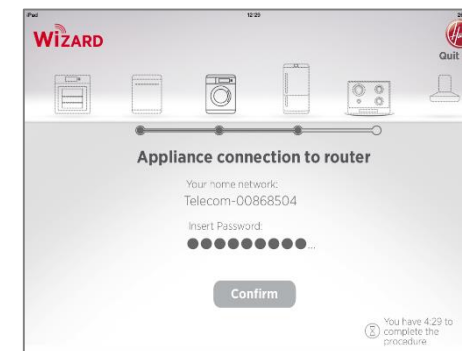 iPad
12:29
WiZARD
Quit
Appliance connection to router
Your home network:
Telecom-00868504
Insert Password:
●●●●●●●●●...
Confirm
You have 4:29 to
complete the
procedure.